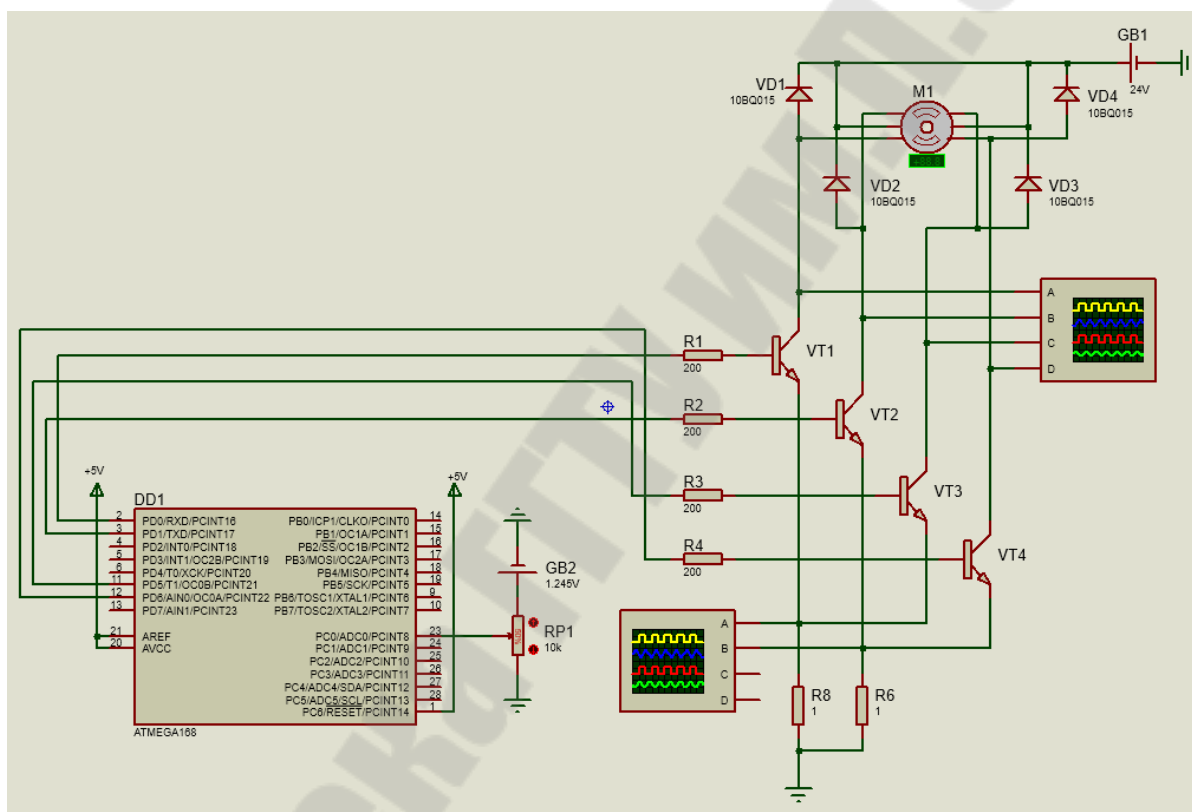 GB1
24V
VD1
10BQ015
M1
VD4
10BQ015
VD2
10BQ015
VD3
10BQ015
A
B
C
D
R1
200
VT1
R2
200
VT2
R3
200
VT3
R4
200
VT4
+5V
+5V
DD1
2 PD0/RXD/PCINT16 PB0/ICP1/CLKO/PCINT0 14
3 PD1/TXD/PCINT17 PB1/OC1A/PCINT1 15
4 PD2/INT0/PCINT18 PB2/SS/OC1B/PCINT2 16
5 PD3/INT1/OC2B/PCINT19 PB3/MOSI/OC2A/PCINT3 17
6 PD4/T0/XCK/PCINT20 PB4/MISO/PCINT4 18
11 PD5/T1/OC0B/PCINT21 PB5/SCK/PCINT5 19
12 PD6/AIN0/OC0A/PCINT22 PB6/TOSC1/XTAL1/PCINT6 9
13 PD7/AIN1/PCINT23 PB7/TOSC2/XTAL2/PCINT7 10
21 AREF PC0/ADC0/PCINT8 23
20 AVCC PC1/ADC1/PCINT9 24
PC2/ADC2/PCINT10 25
PC3/ADC3/PCINT11 26
PC4/ADC4/SDA/PCINT12 27
PC5/ADC5/SCL/PCINT13 28
PC6/RESET/PCINT14 1
ATMEGA168
GB2
1.245V
RP1
10k
50%
A
B
C
D
R8
1
R6
1
ГГТУ ИМ.П.